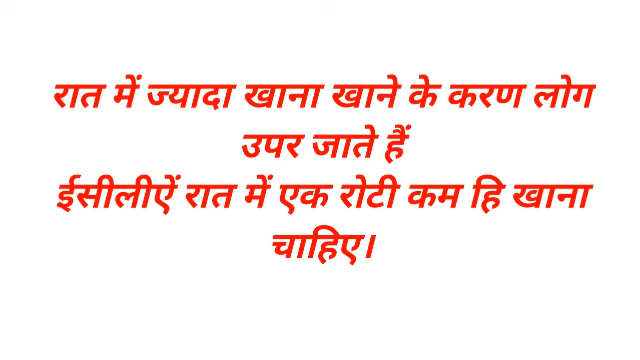 रात में ज्यादा खाना खाने के करण लोग
उपर जाते हैं
ईसीलीऐं रात में एक रोटी कम हि खाना
चाहिए।